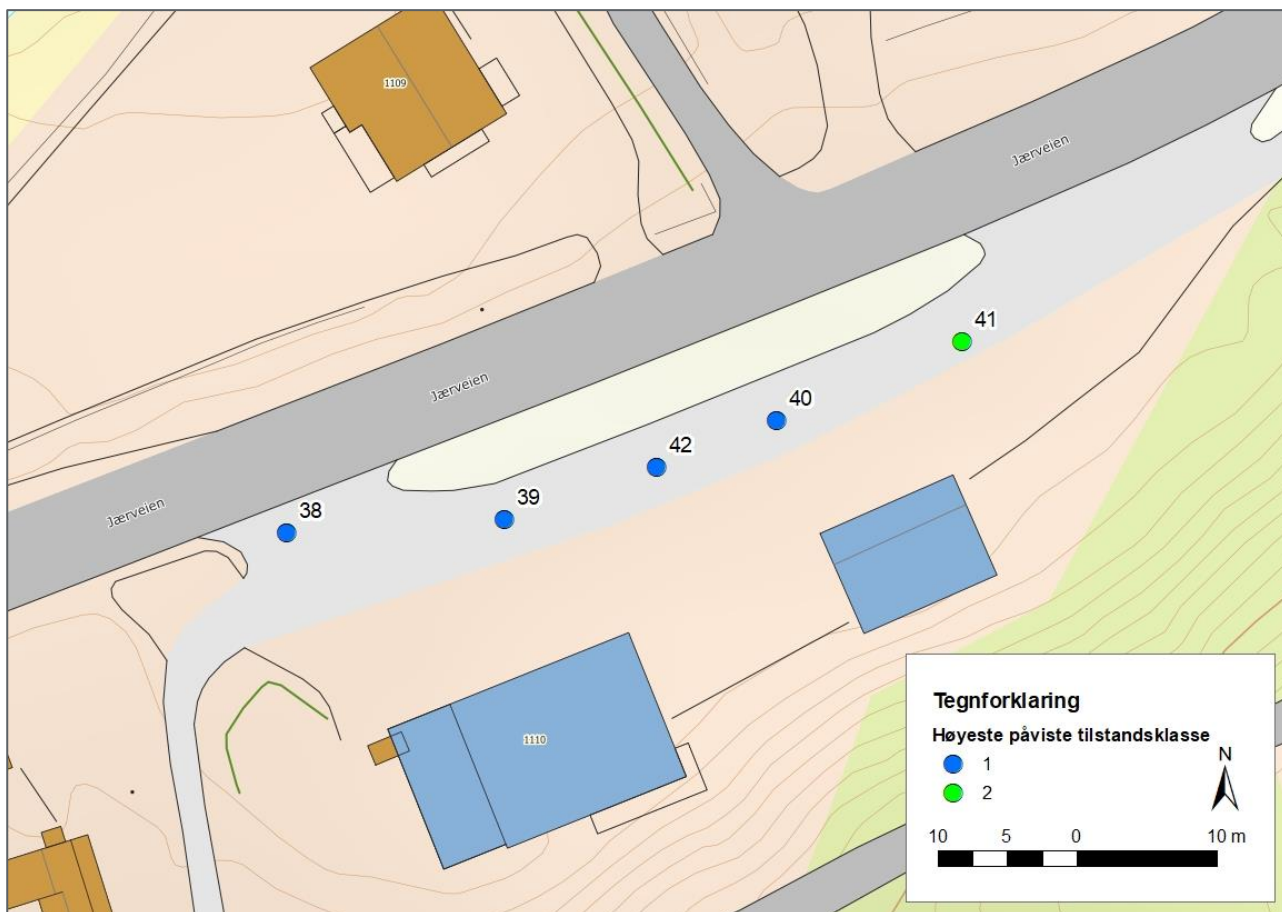 1109
Jærveien
41
Jærveien
40
42
38
39
Jærveien
1110
Tegnforklaring
Høyeste påviste tilstandsklasse
1
2
N
10 5 0 10 m